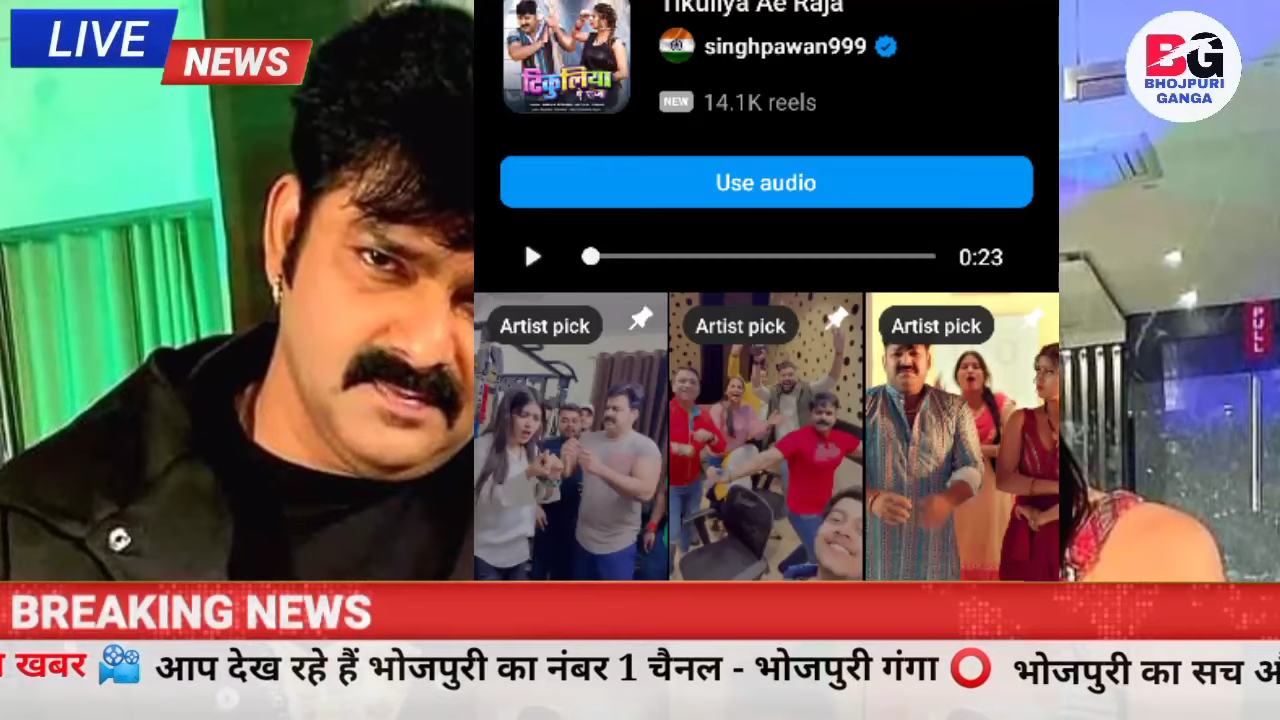 LIVE
NEWS
Tikuliya Ae Raja
singhpawan999
NEW 14.1K reels
टिकुलिया
ऐ राजा
Use audio
0:23
Artist pick
Artist pick
Artist pick
BG
BHOJPURI
GANGA
PULL
BREAKING NEWS
खबर 🎥 आप देख रहे हैं भोजपुरी का नंबर 1 चैनल - भोजपुरी गंगा ⭕ भोजपुरी का सच